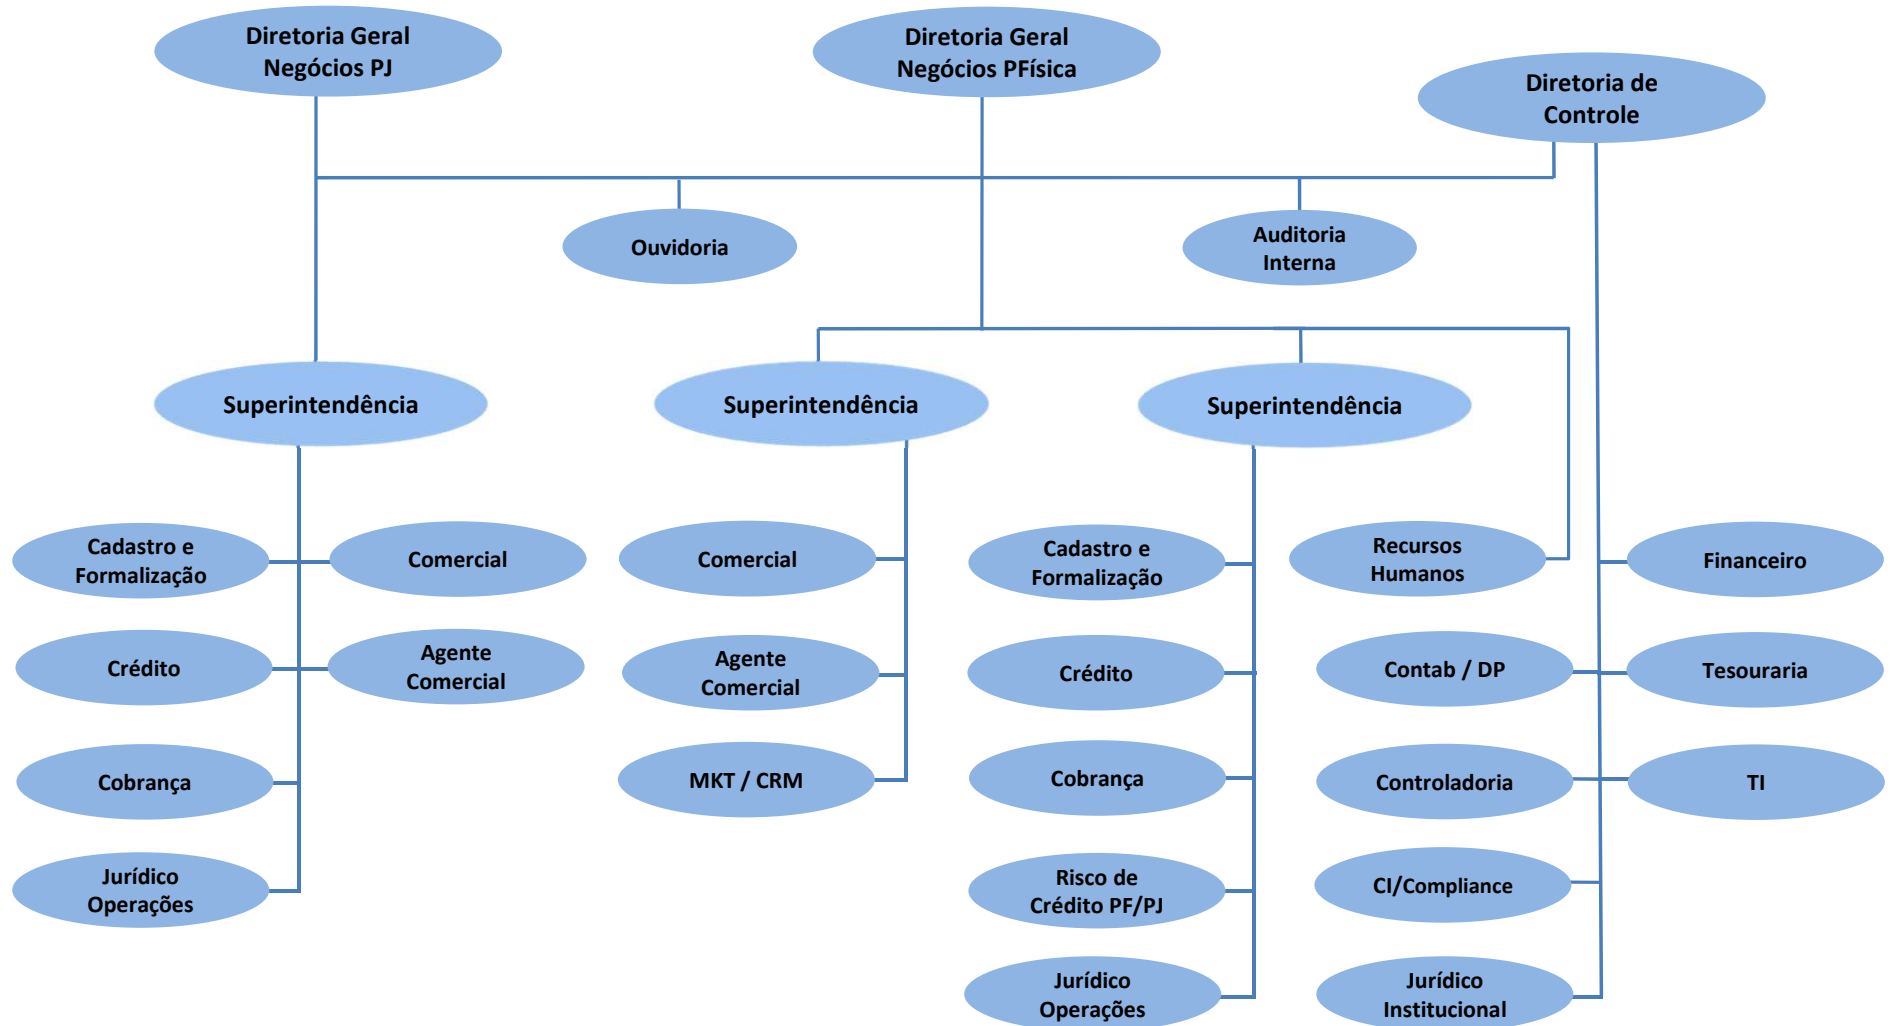 Diretoria Geral
Negócios PJ
Diretoria Geral
Negócios PFísica
Diretoria de
Controle
Ouvidoria
Auditoria
Interna
Superintendência
Superintendência
Superintendência
Cadastro e
Formalização
Comercial
Crédito
Agente
Comercial
Cobrança
Jurídico
Operações
Comercial
Agente
Comercial
MKT / CRM
Cadastro e
Formalização
Crédito
Cobrança
Risco de
Crédito PF/PJ
Jurídico
Operações
Recursos
Humanos
Financeiro
Contab / DP
Tesouraria
Controladoria
TI
CI/Compliance
Jurídico
Institucional